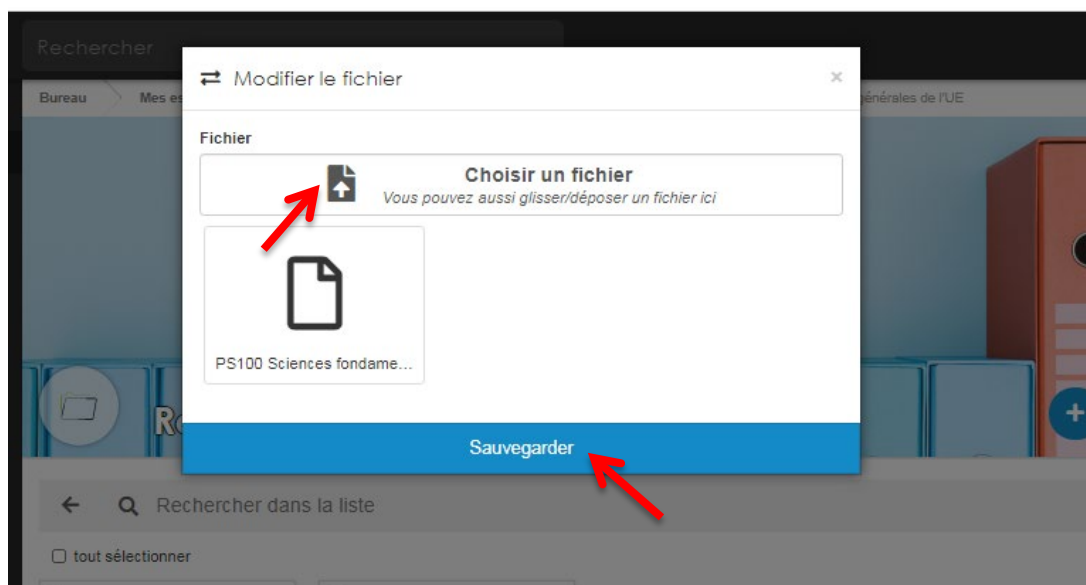 Rechercher
Modifier le fichier
×
Bureau Mes es énérales de l'UE
Fichier
Choisir un fichier
Vous pouvez aussi glisser/déposer un fichier ici
PS100 Sciences fondame...
R
Sauvegarder
Rechercher dans la liste
tout sélectionner